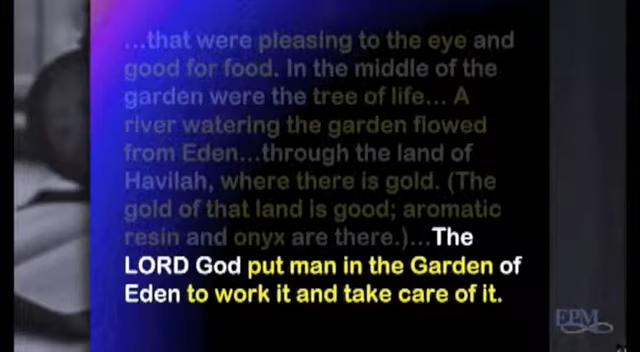 …that were pleasing to the eye and
good for food. In the middle of the
garden were the tree of life… A
river watering the garden flowed
from Eden…through the land of
Havilah, where there is gold. (The
gold of that land is good; aromatic
resin and onyx are there.)…The
LORD God put man in the Garden of
Eden to work it and take care of it.
EPM